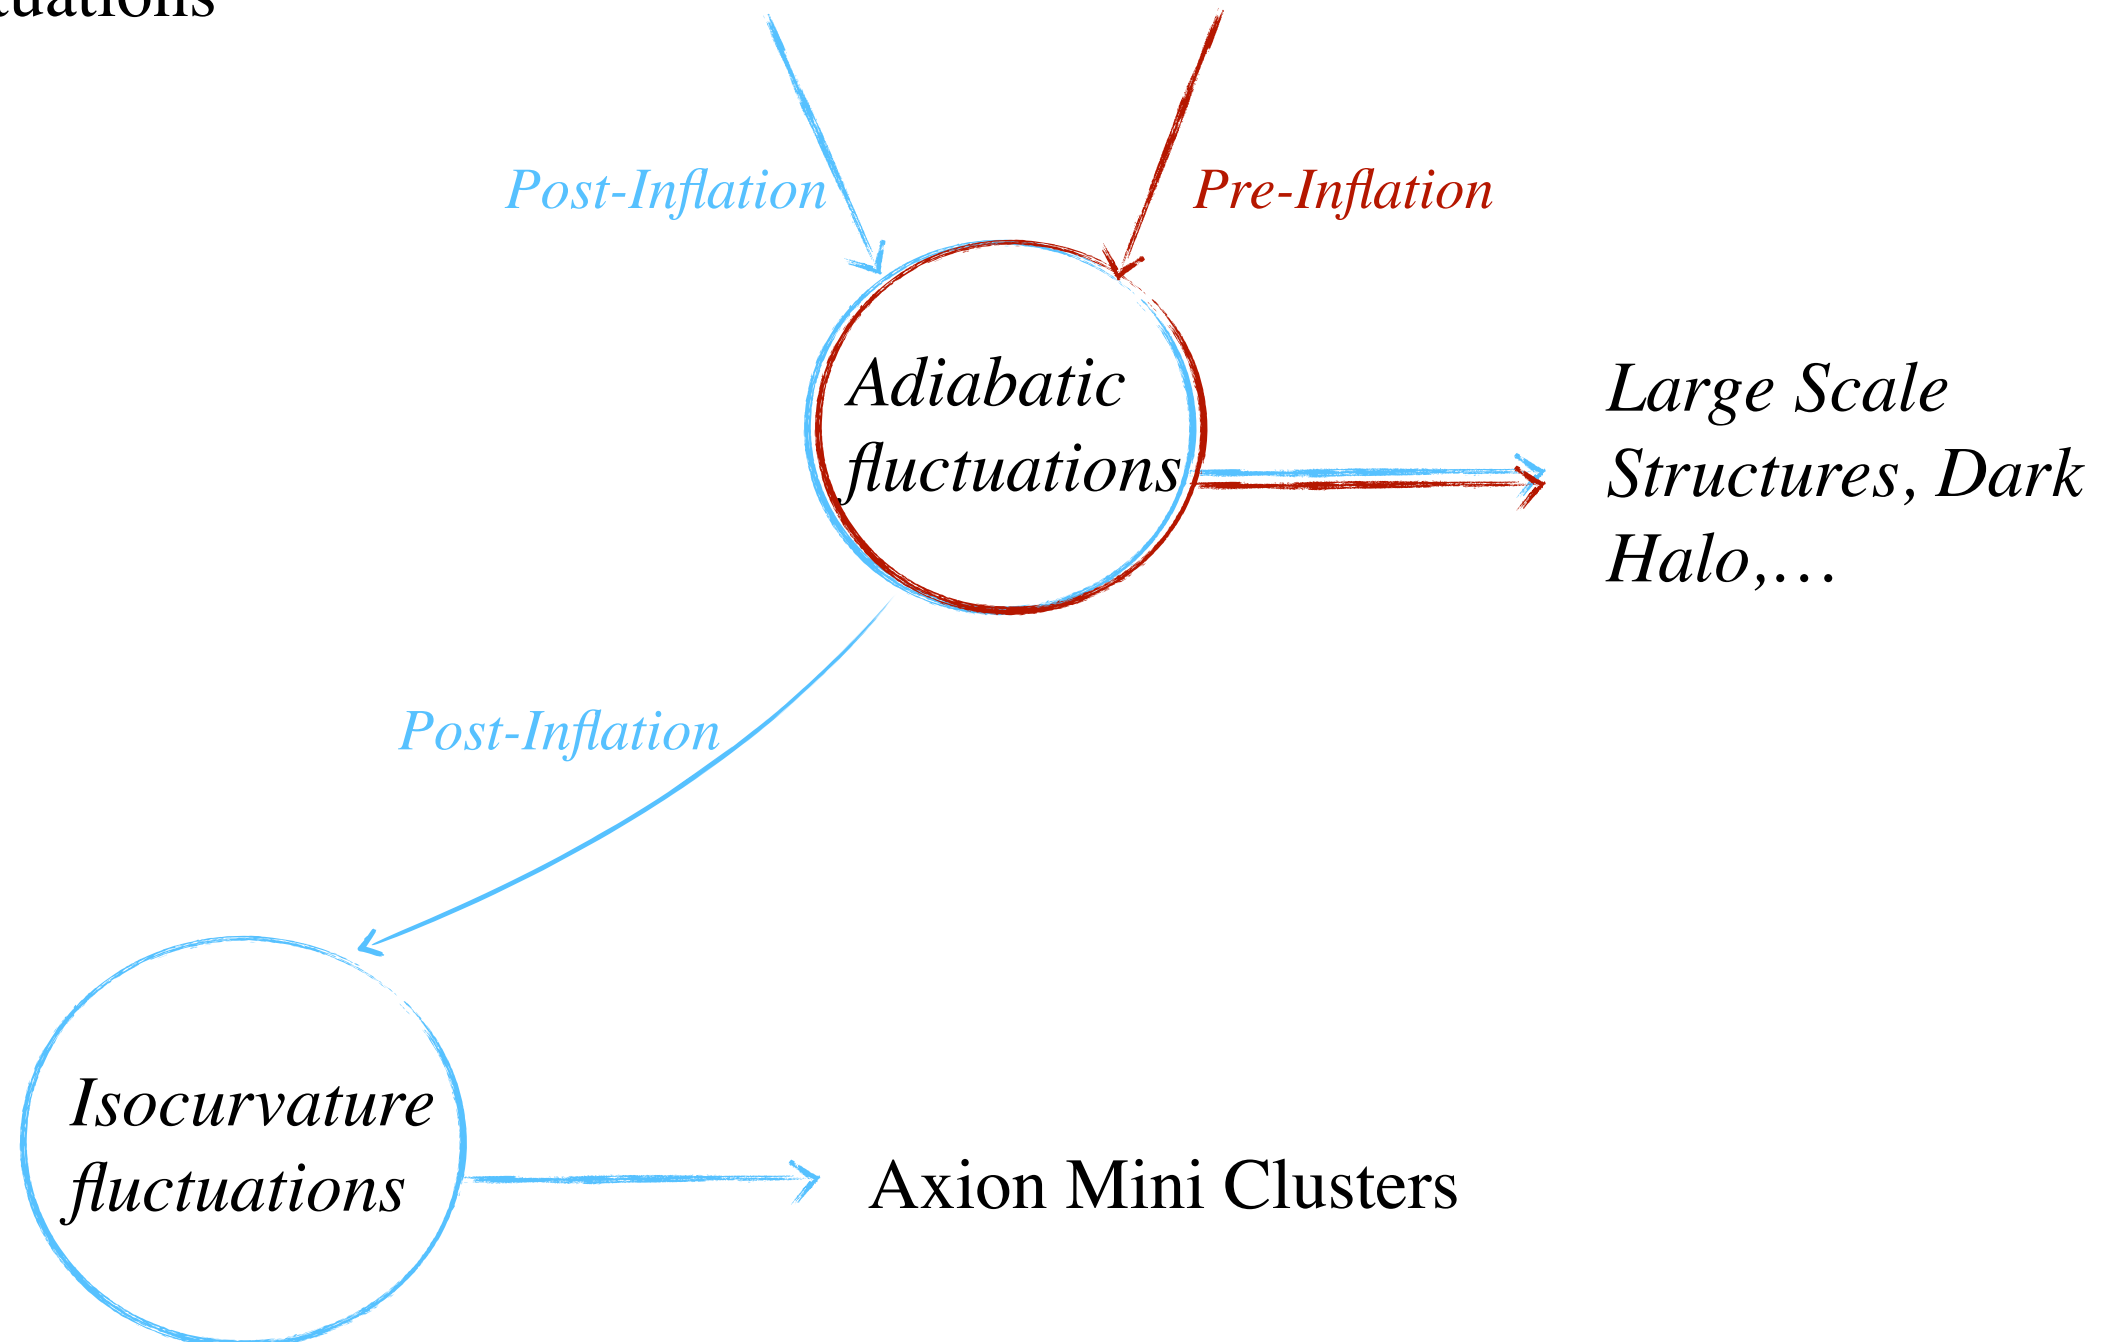 Post-Inflation
Pre-Inflation
Adiabatic
fluctuations
Large Scale
Structures, Dark
Halo,…
Post-Inflation
Isocurvature
fluctuations
Axion Mini Clusters